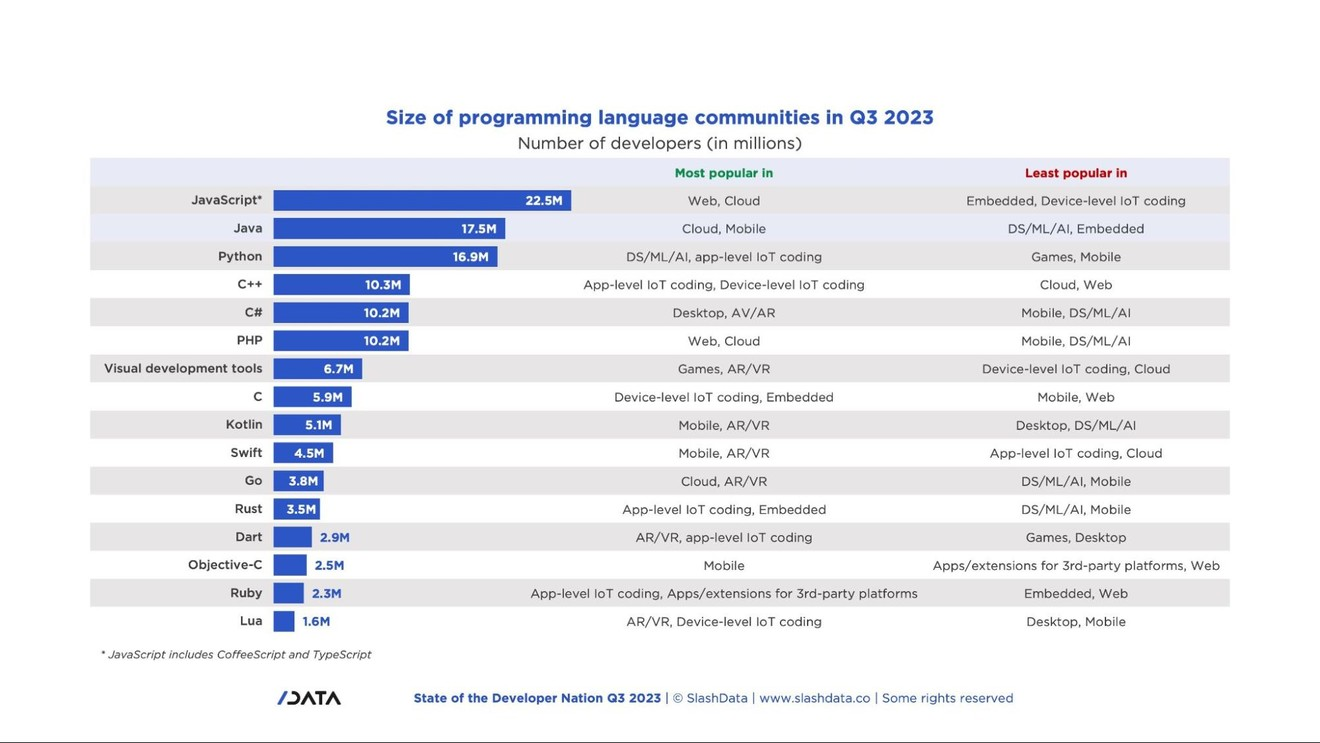 Size of programming language communities in Q3 2023
Number of developers (in millions)
Most popular in Least popular in
JavaScript* 22.5M Web, Cloud Embedded, Device-level IoT coding
Java 17.5M Cloud, Mobile DS/ML/AI, Embedded
Python 16.9M DS/ML/AI, app-level IoT coding Games, Mobile
C++ 10.3M App-level IoT coding, Device-level IoT coding Cloud, Web
C# 10.2M Desktop, AV/AR Mobile, DS/ML/AI
PHP 10.2M Web, Cloud Mobile, DS/ML/AI
Visual development tools 6.7M Games, AR/VR Device-level IoT coding, Cloud
C 5.9M Device-level IoT coding, Embedded Mobile, Web
Kotlin 5.1M Mobile, AR/VR Desktop, DS/ML/AI
Swift 4.5M Mobile, AR/VR App-level IoT coding, Cloud
Go 3.8M Cloud, AR/VR DS/ML/AI, Mobile
Rust 3.5M App-level IoT coding, Embedded DS/ML/AI, Mobile
Dart 2.9M AR/VR, app-level IoT coding Games, Desktop
Objective-C 2.5M Mobile Apps/extensions for 3rd-party platforms, Web
Ruby 2.3M App-level IoT coding, Apps/extensions for 3rd-party platforms Embedded, Web
Lua 1.6M AR/VR, Device-level IoT coding Desktop, Mobile
* JavaScript includes CoffeeScript and TypeScript
/DATA State of the Developer Nation Q3 2023 | © SlashData | www.slashdata.co | Some rights reserved